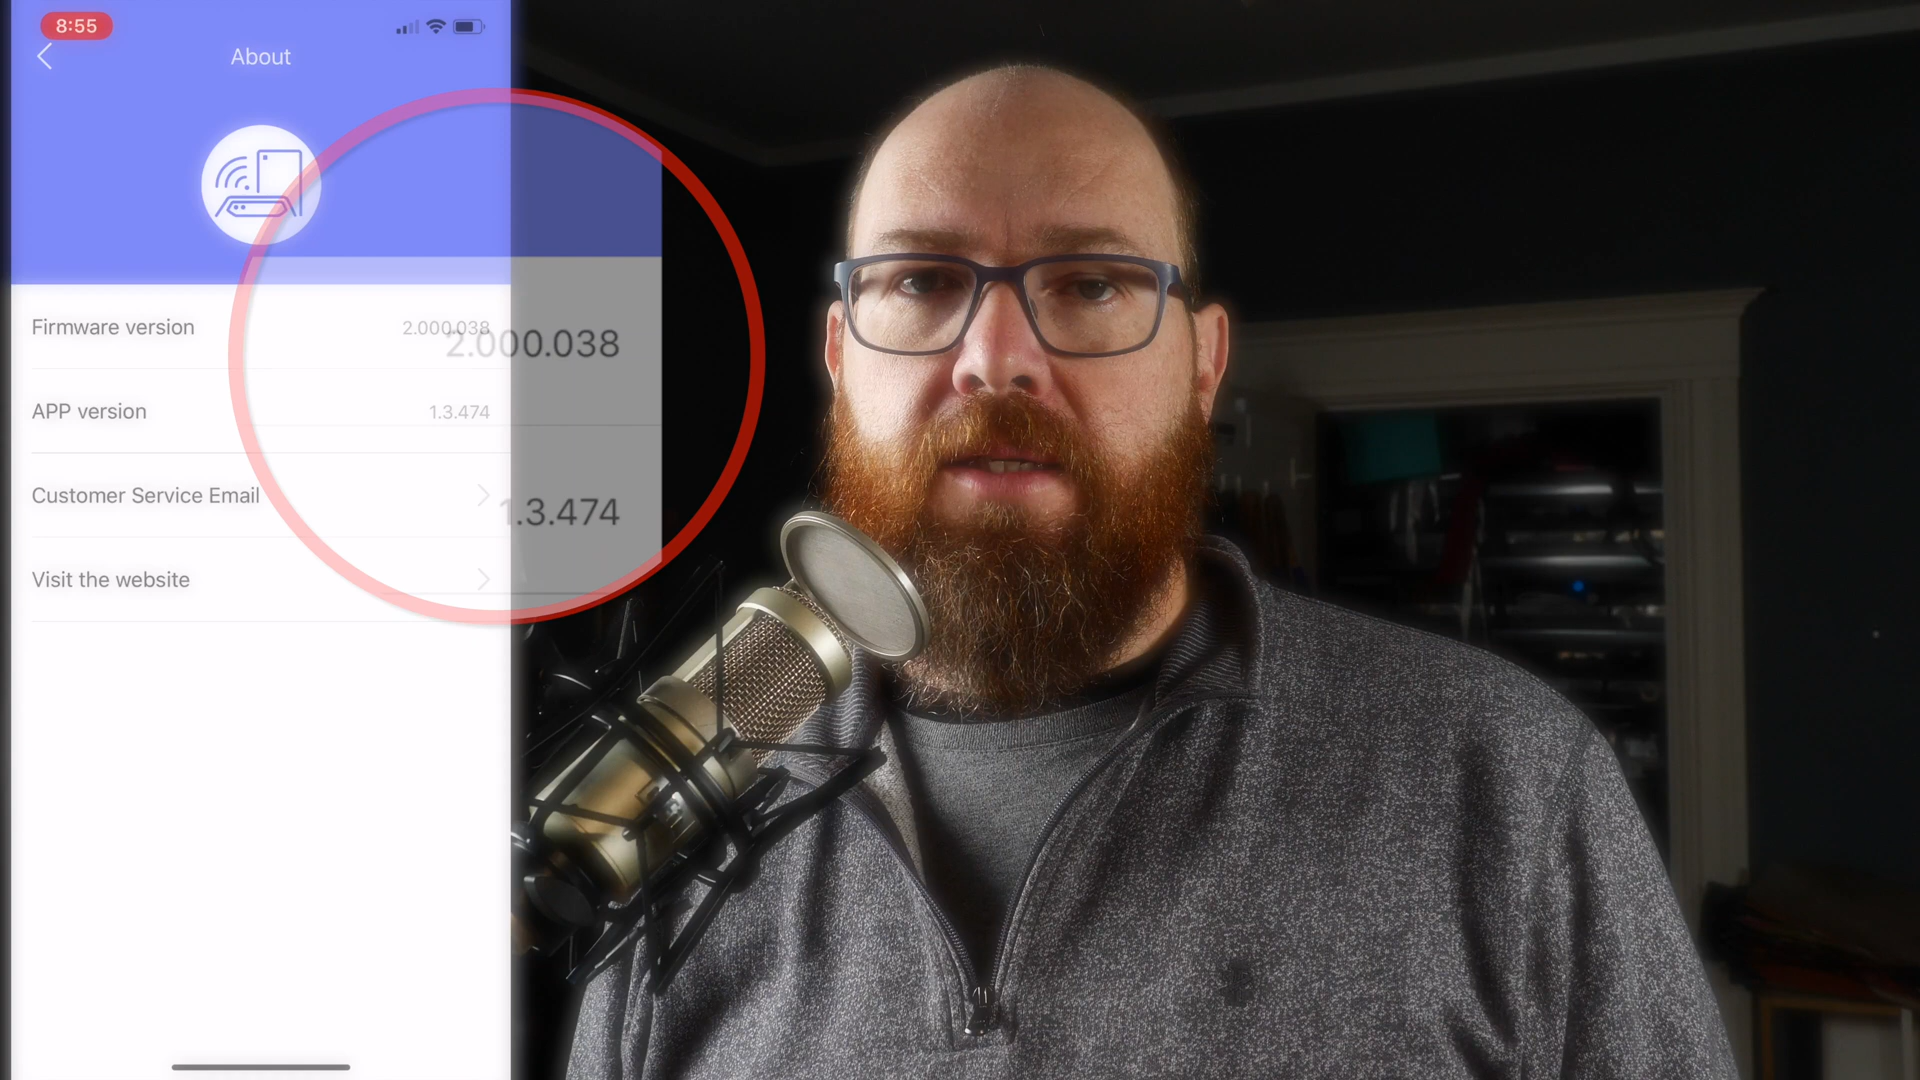 8:55
About
Firmware version 2.000.038
2.000.038
APP version 1.3.474
Customer Service Email
1.3.474
Visit the website